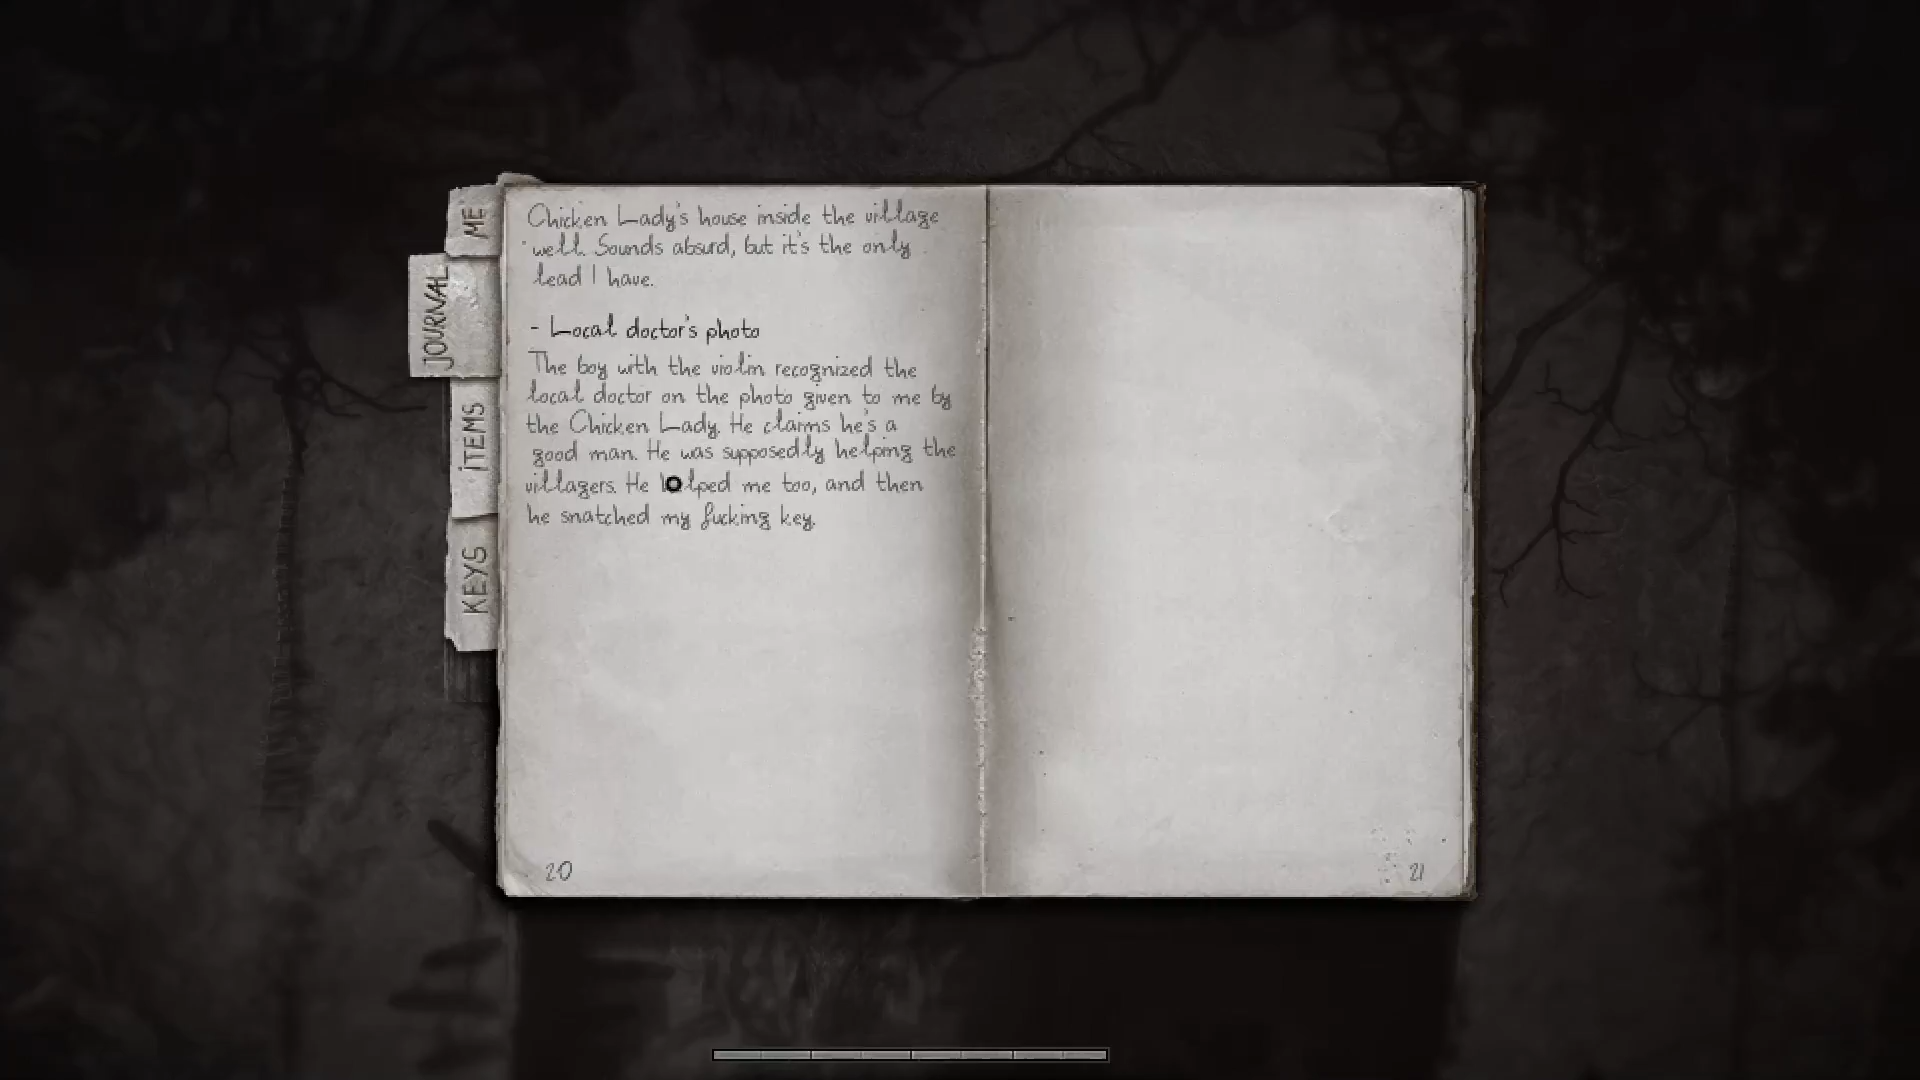 ME
JOURNAL
ITEMS
KEYS
Chicken Lady's house inside the village
well. Sounds absurd, but it's the only
lead I have.
- Local doctor's photo
The boy with the violin recognized the
local doctor on the photo given to me by
the Chicken Lady. He claims he's a
good man. He was supposedly helping the
villagers. He helped me too, and then
he snatched my fucking key.
20
21